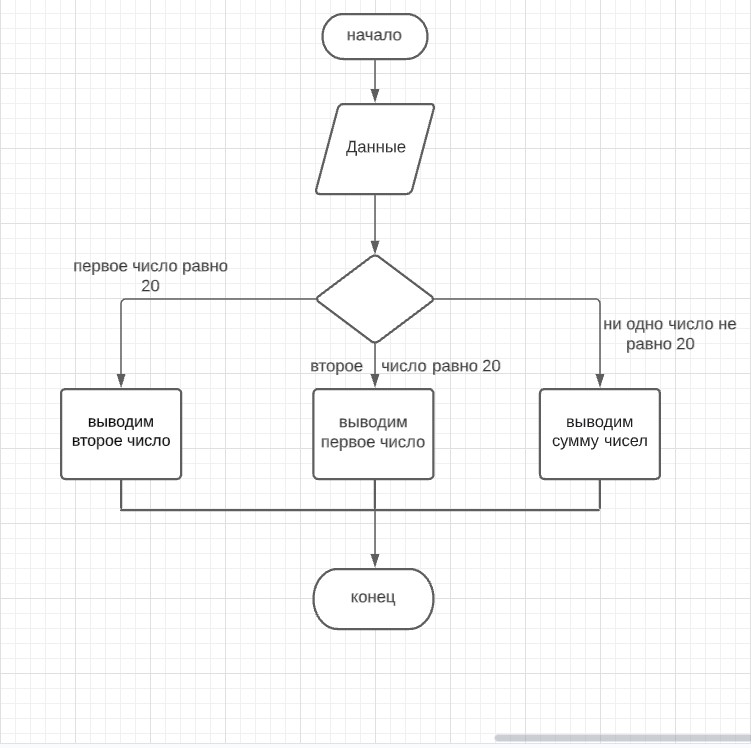 начало
Данные
первое число равно
20
ни одно число не
равно 20
второе число равно 20
выводим
второе число
выводим
первое число
выводим
сумму чисел
конец